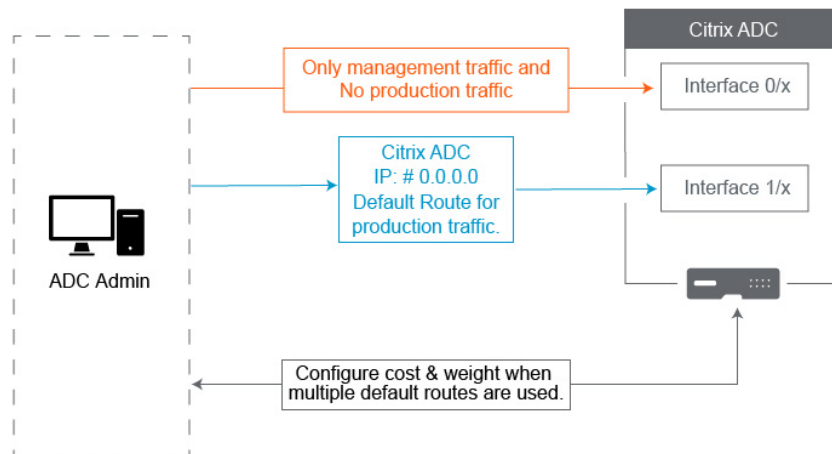 Citrix ADC
Only management traffic and
No production traffic
Interface 0/x
Citrix ADC
IP: # 0.0.0.0
Default Route for
production traffic.
Interface 1/x
ADC Admin
Configure cost & weight when
multiple default routes are used.